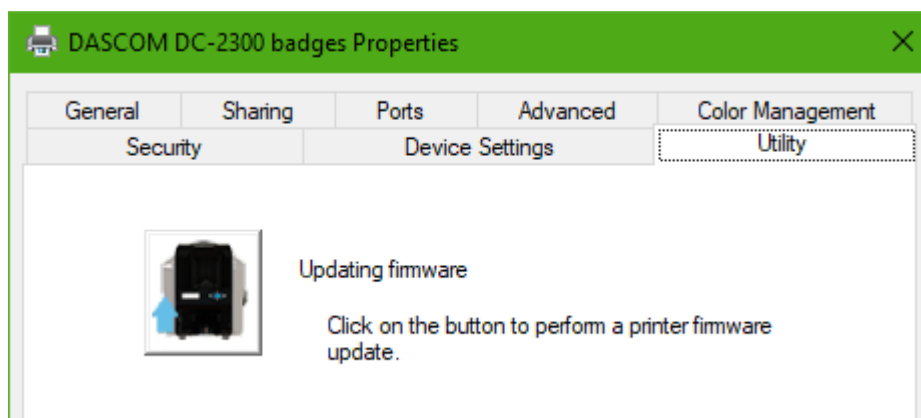 DASCOM DC-2300 badges Properties
General Sharing Ports Advanced Color Management
Security Device Settings Utility
Updating firmware
Click on the button to perform a printer firmware
update.